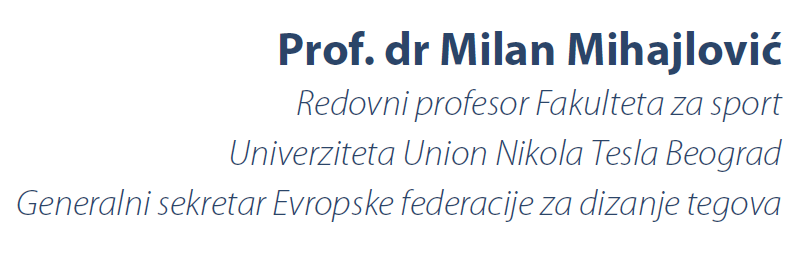 Prof. dr Milan Mihajlović
Redovni profesor Fakulteta za sport
Univerziteta Union Nikola Tesla Beograd
Generalni sekretar Evropske federacije za dizanje tegova